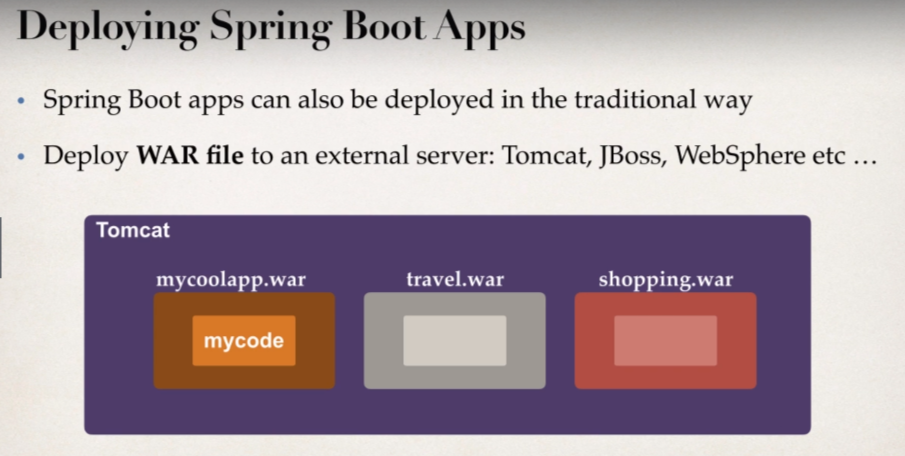 Deploying Spring Boot Apps
• Spring Boot apps can also be deployed in the traditional way
• Deploy WAR file to an external server: Tomcat, JBoss, WebSphere etc …
Tomcat
mycoolapp.war travel.war shopping.war
mycode